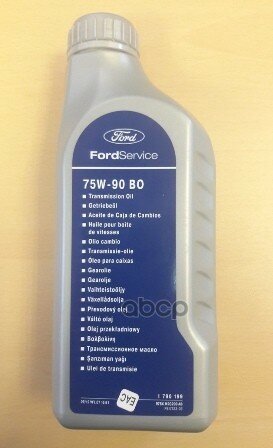 Ford
FordService
75W-90 BO
Transmission Oil
Getriebeöl
Aceite de Caja de Cambios
Huile pour boîte
de vitesses
Olio cambio
Transmissie-olie
Óleo para caixas
Gearolie
Gearolje
Vaihteistoöljy
Växellådsolja
Převodový olej
Váltó olaj
Olej przekładniowy
Βαλβολίνη
Трансмиссионное масло
Şanzıman yağı
Ulei de transmisie
EAC
1 790 199